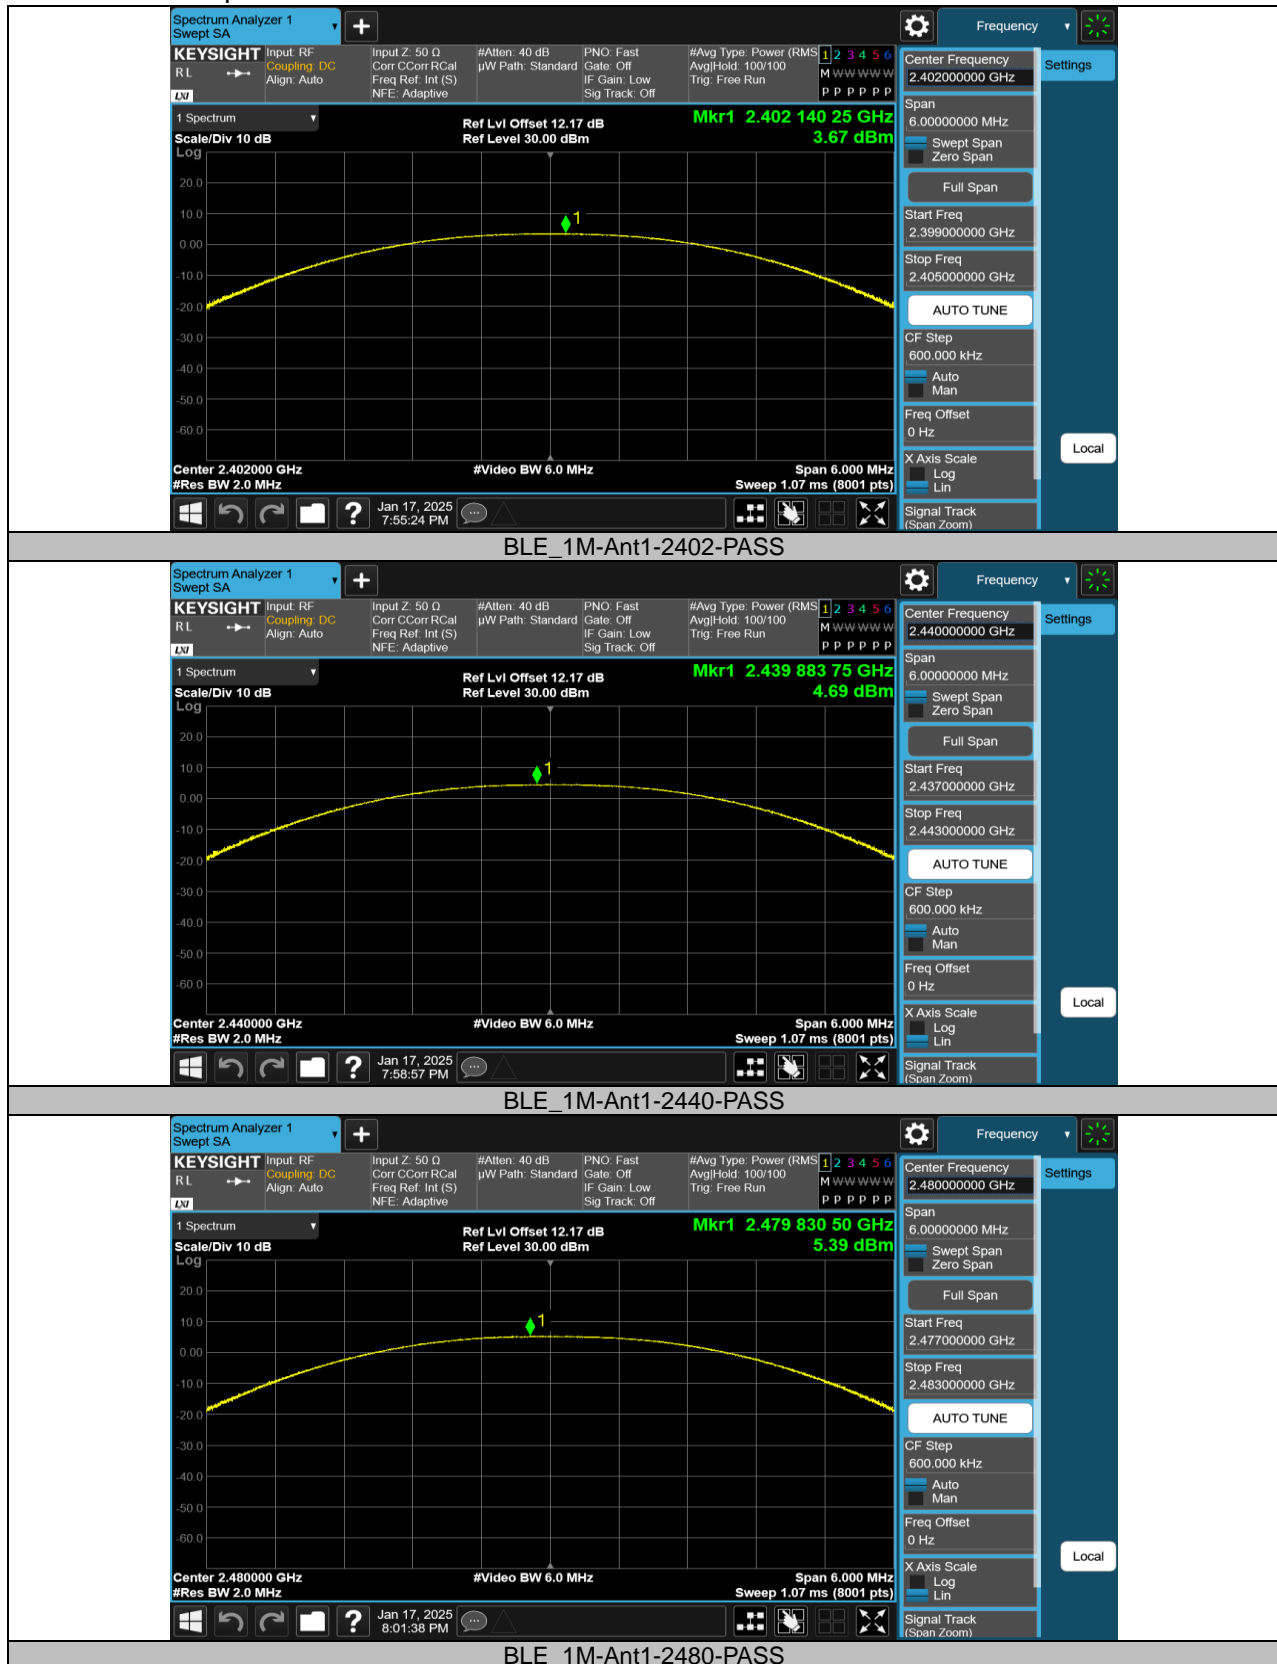 Spectrum Analyzer 1
Swept SA
Frequency
KEYSIGHT
R L
LXI
Input: RF
Coupling: DC
Align: Auto
Input Z: 50 Ω
Corr CCorr RCal
Freq Ref: Int (S)
NFE: Adaptive
#Atten: 40 dB
µW Path: Standard
PNO: Fast
Gate: Off
IF Gain: Low
Sig Track: Off
#Avg Type: Power (RMS
Avg|Hold: 100/100
Trig: Free Run
1 2 3 4 5 6
M W W W W W
P P P P P P
Center Frequency
2.402000000 GHz
Settings
1 Spectrum
Scale/Div 10 dB
Log
Ref Lvl Offset 12.17 dB
Ref Level 30.00 dBm
Mkr1 2.402 140 25 GHz
3.67 dBm
1
20.0
10.0
0.00
-10.0
-20.0
-30.0
-40.0
-50.0
-60.0
Span
6.00000000 MHz
Swept Span
Zero Span
Full Span
Start Freq
2.399000000 GHz
Stop Freq
2.405000000 GHz
AUTO TUNE
CF Step
600.000 kHz
Auto
Man
Freq Offset
0 Hz
X Axis Scale
Log
Lin
Signal Track
(Span Zoom)
Local
Center 2.402000 GHz
#Res BW 2.0 MHz
#Video BW 6.0 MHz
Span 6.000 MHz
Sweep 1.07 ms (8001 pts)
Jan 17, 2025
7:55:24 PM
BLE_1M-Ant1-2402-PASS
Spectrum Analyzer 1
Swept SA
Frequency
KEYSIGHT
R L
LXI
Input: RF
Coupling: DC
Align: Auto
Input Z: 50 Ω
Corr CCorr RCal
Freq Ref: Int (S)
NFE: Adaptive
#Atten: 40 dB
µW Path: Standard
PNO: Fast
Gate: Off
IF Gain: Low
Sig Track: Off
#Avg Type: Power (RMS
Avg|Hold: 100/100
Trig: Free Run
1 2 3 4 5 6
M W W W W W
P P P P P P
Center Frequency
2.440000000 GHz
Settings
1 Spectrum
Scale/Div 10 dB
Log
Ref Lvl Offset 12.17 dB
Ref Level 30.00 dBm
Mkr1 2.439 883 75 GHz
4.69 dBm
1
20.0
10.0
0.00
-10.0
-20.0
-30.0
-40.0
-50.0
-60.0
Span
6.00000000 MHz
Swept Span
Zero Span
Full Span
Start Freq
2.437000000 GHz
Stop Freq
2.443000000 GHz
AUTO TUNE
CF Step
600.000 kHz
Auto
Man
Freq Offset
0 Hz
X Axis Scale
Log
Lin
Signal Track
(Span Zoom)
Local
Center 2.440000 GHz
#Res BW 2.0 MHz
#Video BW 6.0 MHz
Span 6.000 MHz
Sweep 1.07 ms (8001 pts)
Jan 17, 2025
7:58:57 PM
BLE_1M-Ant1-2440-PASS
Spectrum Analyzer 1
Swept SA
Frequency
KEYSIGHT
R L
LXI
Input: RF
Coupling: DC
Align: Auto
Input Z: 50 Ω
Corr CCorr RCal
Freq Ref: Int (S)
NFE: Adaptive
#Atten: 40 dB
µW Path: Standard
PNO: Fast
Gate: Off
IF Gain: Low
Sig Track: Off
#Avg Type: Power (RMS
Avg|Hold: 100/100
Trig: Free Run
1 2 3 4 5 6
M W W W W W
P P P P P P
Center Frequency
2.480000000 GHz
Settings
1 Spectrum
Scale/Div 10 dB
Log
Ref Lvl Offset 12.17 dB
Ref Level 30.00 dBm
Mkr1 2.479 830 50 GHz
5.39 dBm
1
20.0
10.0
0.00
-10.0
-20.0
-30.0
-40.0
-50.0
-60.0
Span
6.00000000 MHz
Swept Span
Zero Span
Full Span
Start Freq
2.477000000 GHz
Stop Freq
2.483000000 GHz
AUTO TUNE
CF Step
600.000 kHz
Auto
Man
Freq Offset
0 Hz
X Axis Scale
Log
Lin
Signal Track
(Span Zoom)
Local
Center 2.480000 GHz
#Res BW 2.0 MHz
#Video BW 6.0 MHz
Span 6.000 MHz
Sweep 1.07 ms (8001 pts)
Jan 17, 2025
8:01:38 PM
BLE_1M-Ant1-2480-PASS